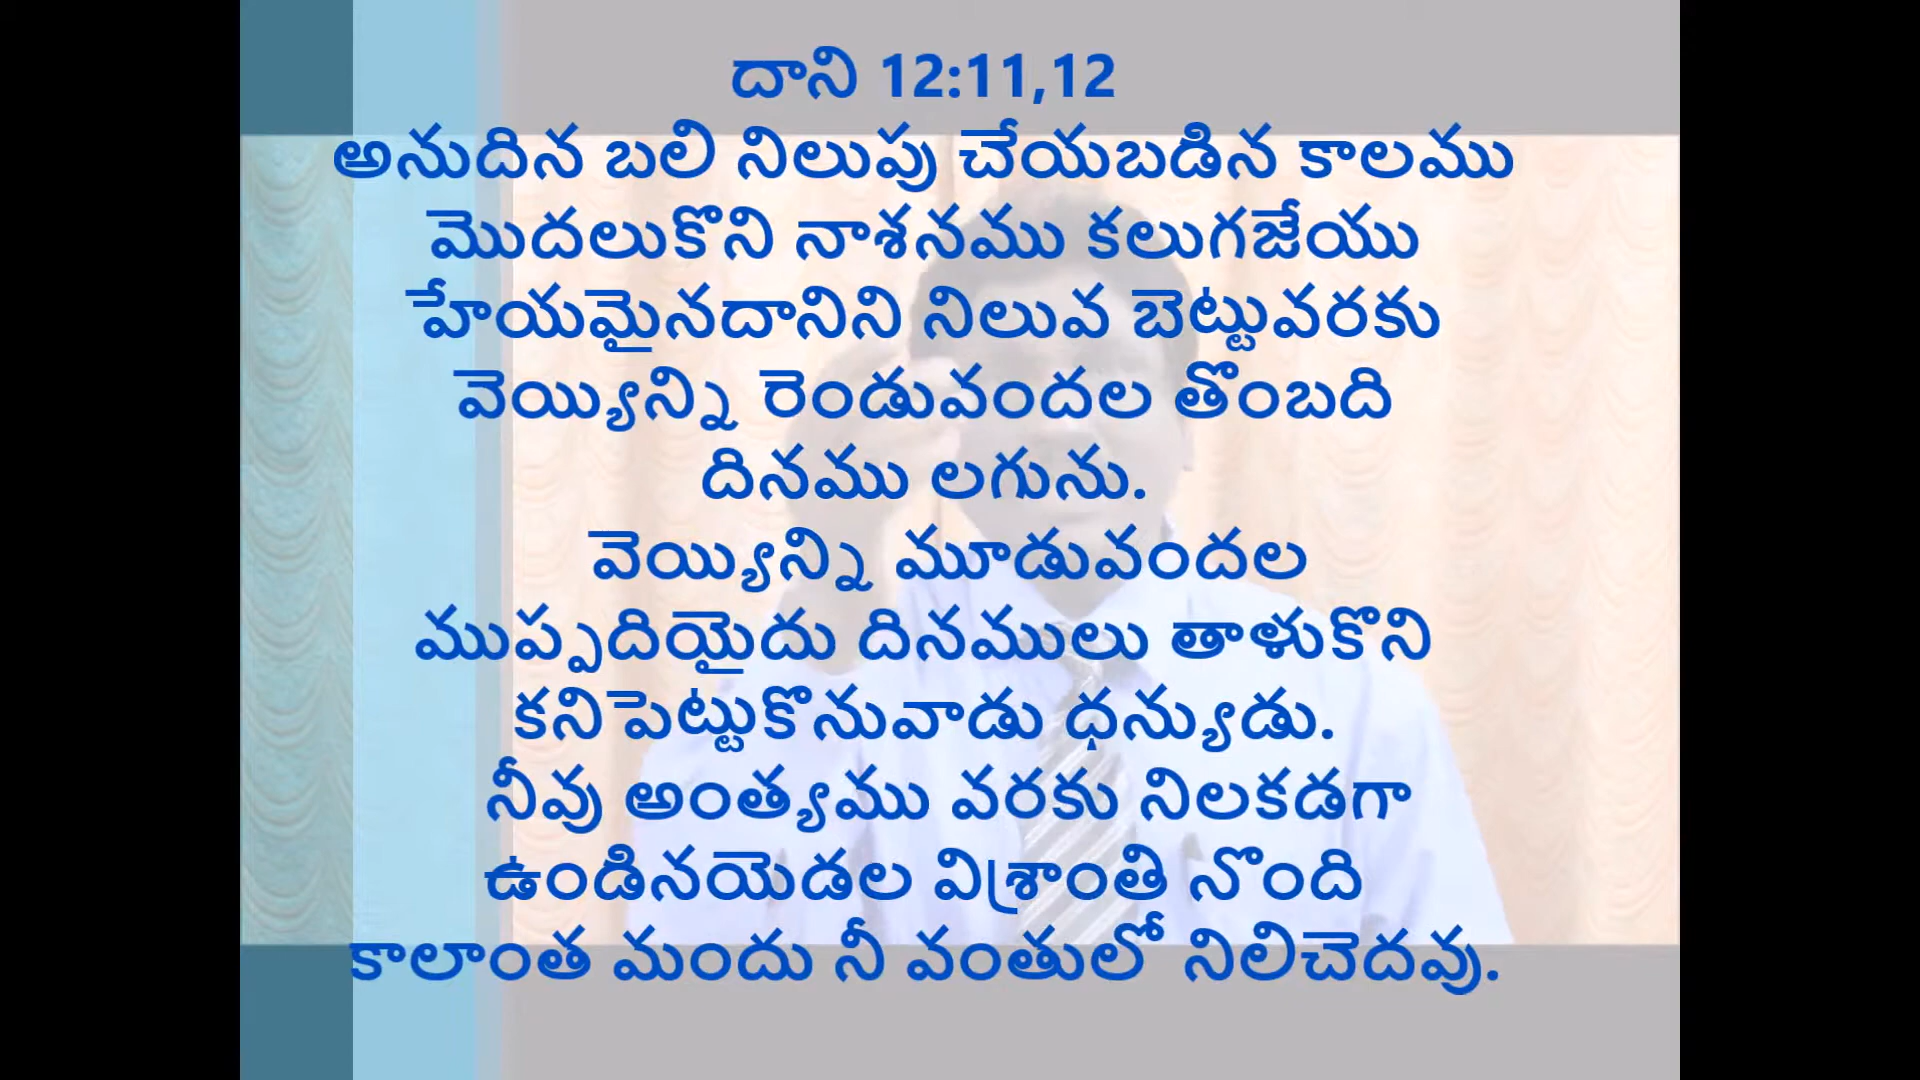 దాని 12:11,12
అనుదిన బలి నిలుపు చేయబడిన కాలము
మొదలుకొని నాశనము కలుగజేయు
హేయమైనదానిని నిలువ బెట్టువరకు
వెయ్యిన్ని రెండువందల తొంబది
దినము లగును.
వెయ్యిన్ని మూడువందల
ముప్పదియైదు దినములు తాళుకొని
కనిపెట్టుకొనువాడు ధన్యుడు.
నీవు అంత్యము వరకు నిలకడగా
ఉండినయెడల విశ్రాంతి నొంది
కాలాంత మందు నీ వంతులో నిలిచెదవు.